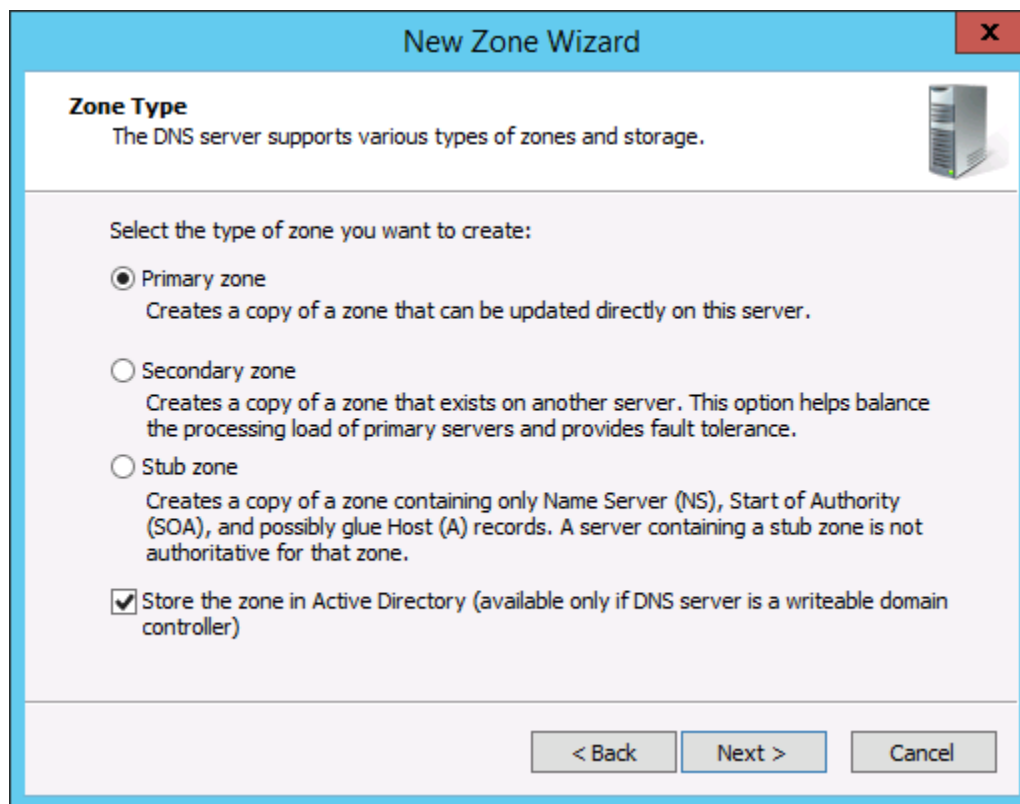 New Zone Wizard
x
Zone Type
The DNS server supports various types of zones and storage.
Select the type of zone you want to create:
Primary zone
Creates a copy of a zone that can be updated directly on this server.
Secondary zone
Creates a copy of a zone that exists on another server. This option helps balance
the processing load of primary servers and provides fault tolerance.
Stub zone
Creates a copy of a zone containing only Name Server (NS), Start of Authority
(SOA), and possibly glue Host (A) records. A server containing a stub zone is not
authoritative for that zone.
Store the zone in Active Directory (available only if DNS server is a writeable domain
controller)
< Back Next > Cancel